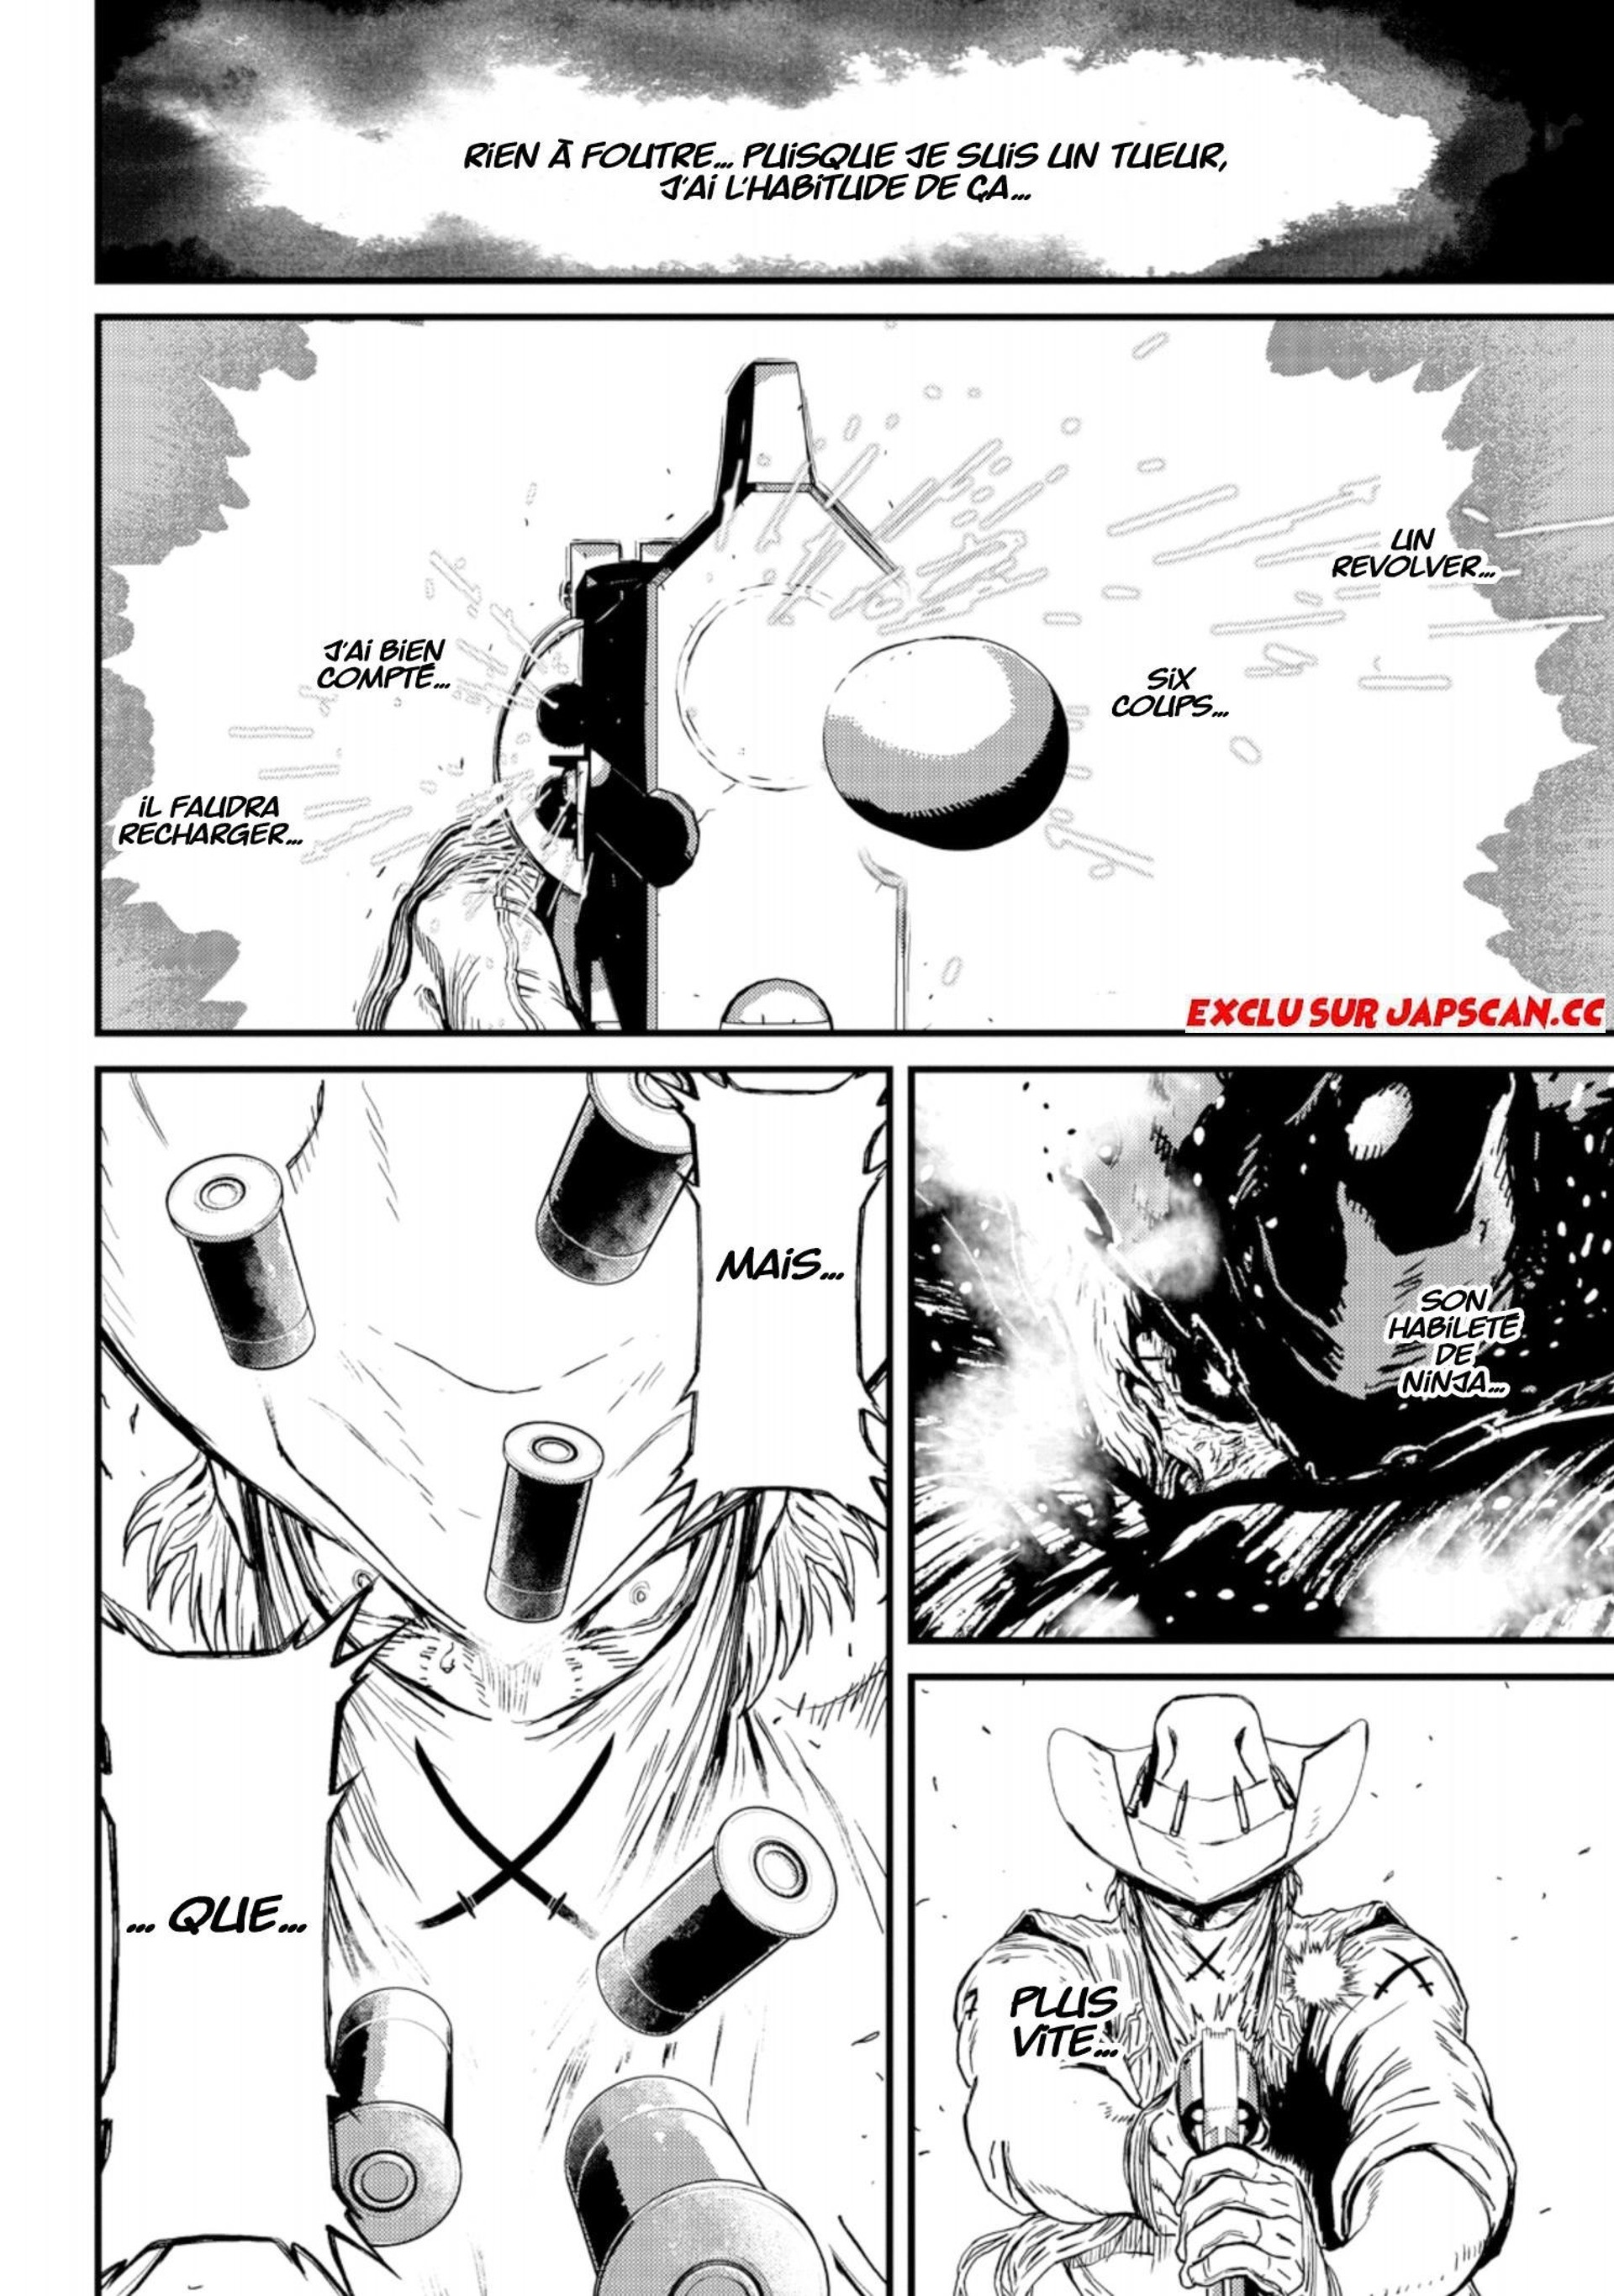 RIEN À FOUTRE... PUISQUE JE SUIS UN TUEUR,
J'AI L'HABITUDE DE ÇA...
UN
REVOLVER...
SIX
COUPS...
J'AI BIEN
COMPTÉ...
IL FAUDRA
RECHARGER...
EXCLU SUR JAPSCAN.CC
SON
HABILETÉ
DE
NINJA...
PLUS
VITE...
MAIS...
... QUE...